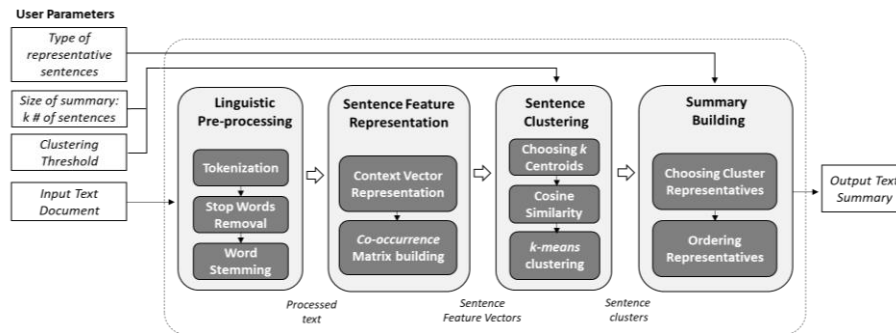 User Parameters
Type of
representative
sentences
Size of summary:
k # of sentences
Clustering
Threshold
Input Text
Document
Linguistic
Pre-processing
Tokenization
Stop Words
Removal
Word
Stemming
Processed
text
Sentence Feature
Representation
Context Vector
Representation
Co-occurrence
Matrix building
Sentence
Feature Vectors
Sentence
Clustering
Choosing k
Centroids
Cosine
Similarity
k-means
clustering
Sentence
clusters
Summary
Building
Choosing Cluster
Representatives
Ordering
Representatives
Output Text
Summary